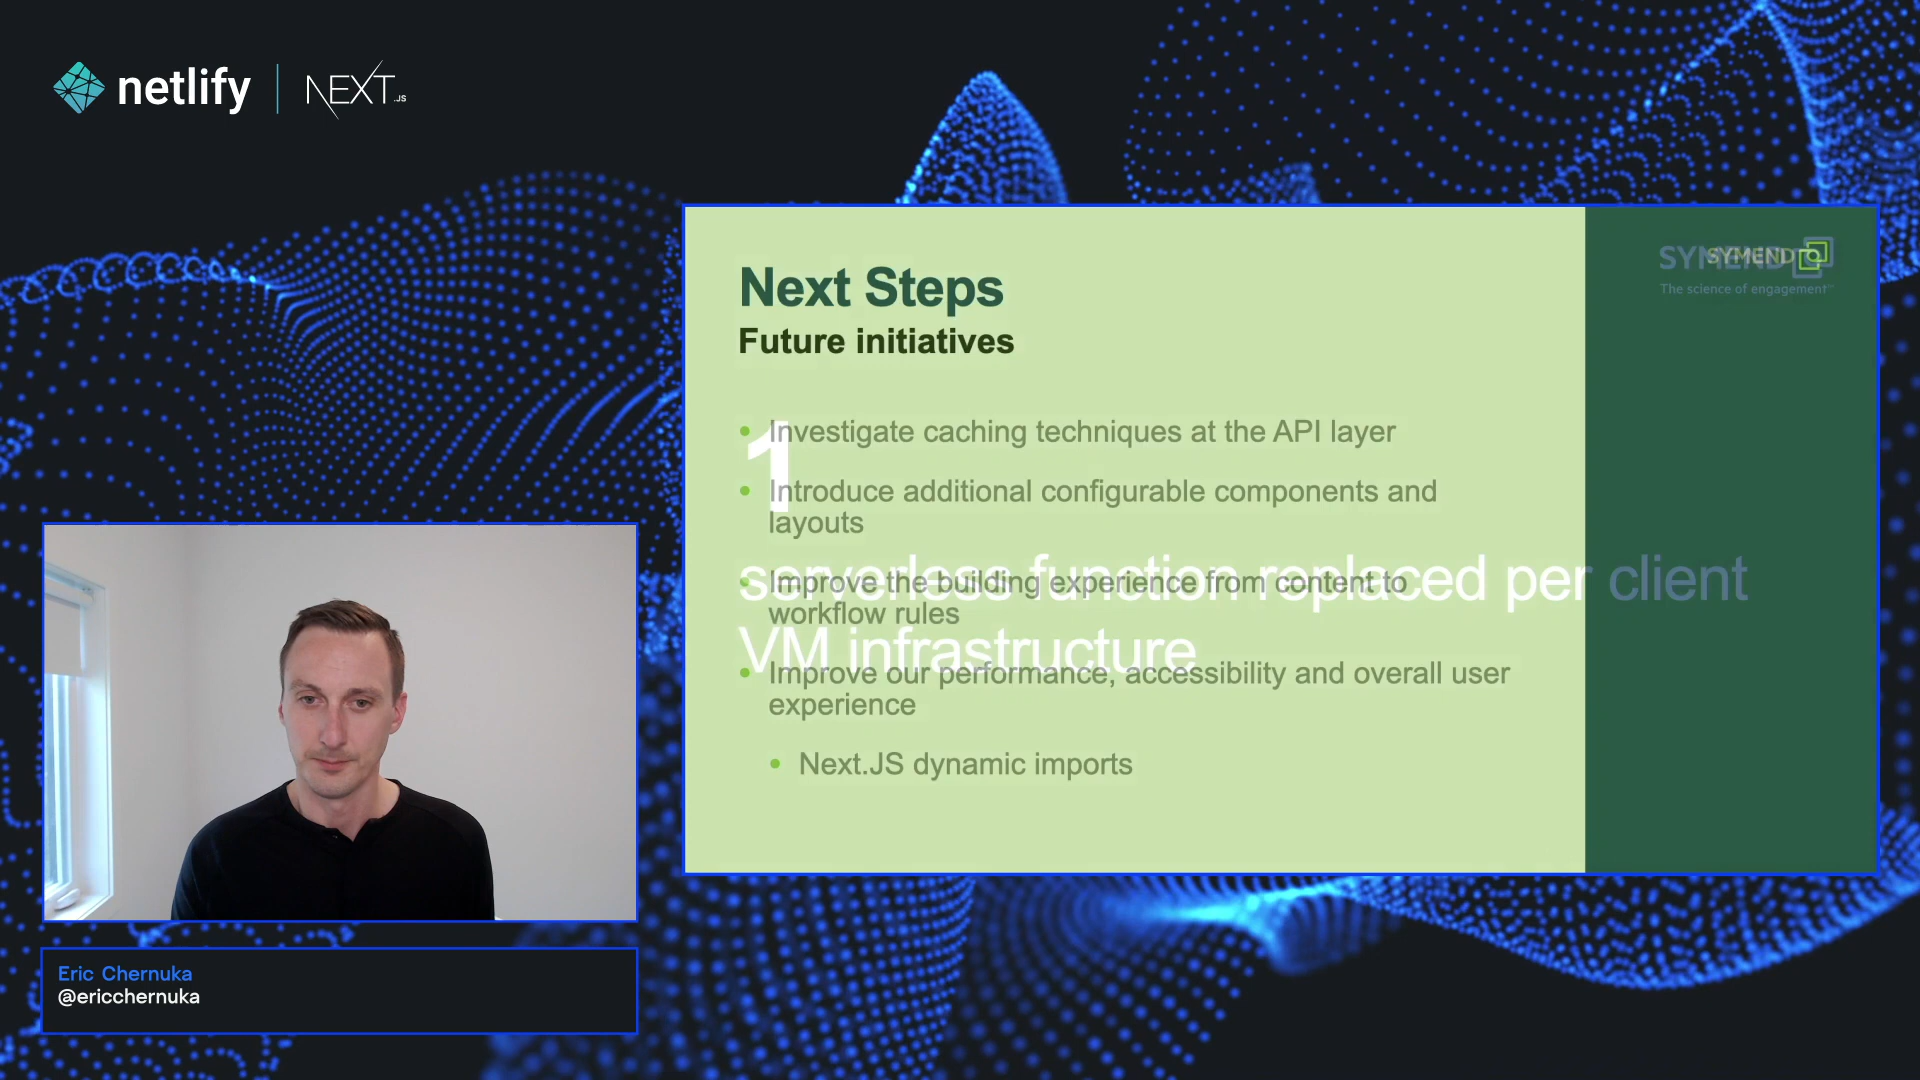 netlify
NEXT.JS
SYMEND
SYMEND
The science of engagement™
Next Steps
Future initiatives
1
• Investigate caching techniques at the API layer
• Introduce additional configurable components and
layouts
serverless function replaced per client
VM infrastructure
• Improve the building experience from content to
workflow rules
• Improve our performance, accessibility and overall user
experience
• Next.JS dynamic imports
Eric Chernuka
@ericchernuka